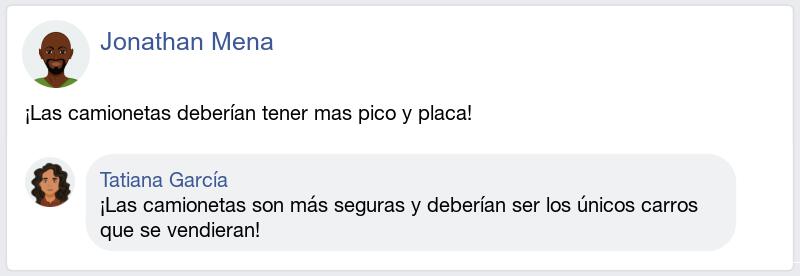 Jonathan Mena
¡Las camionetas deberían tener mas pico y placa!
Tatiana García
¡Las camionetas son más seguras y deberían ser los únicos carros
que se vendieran!